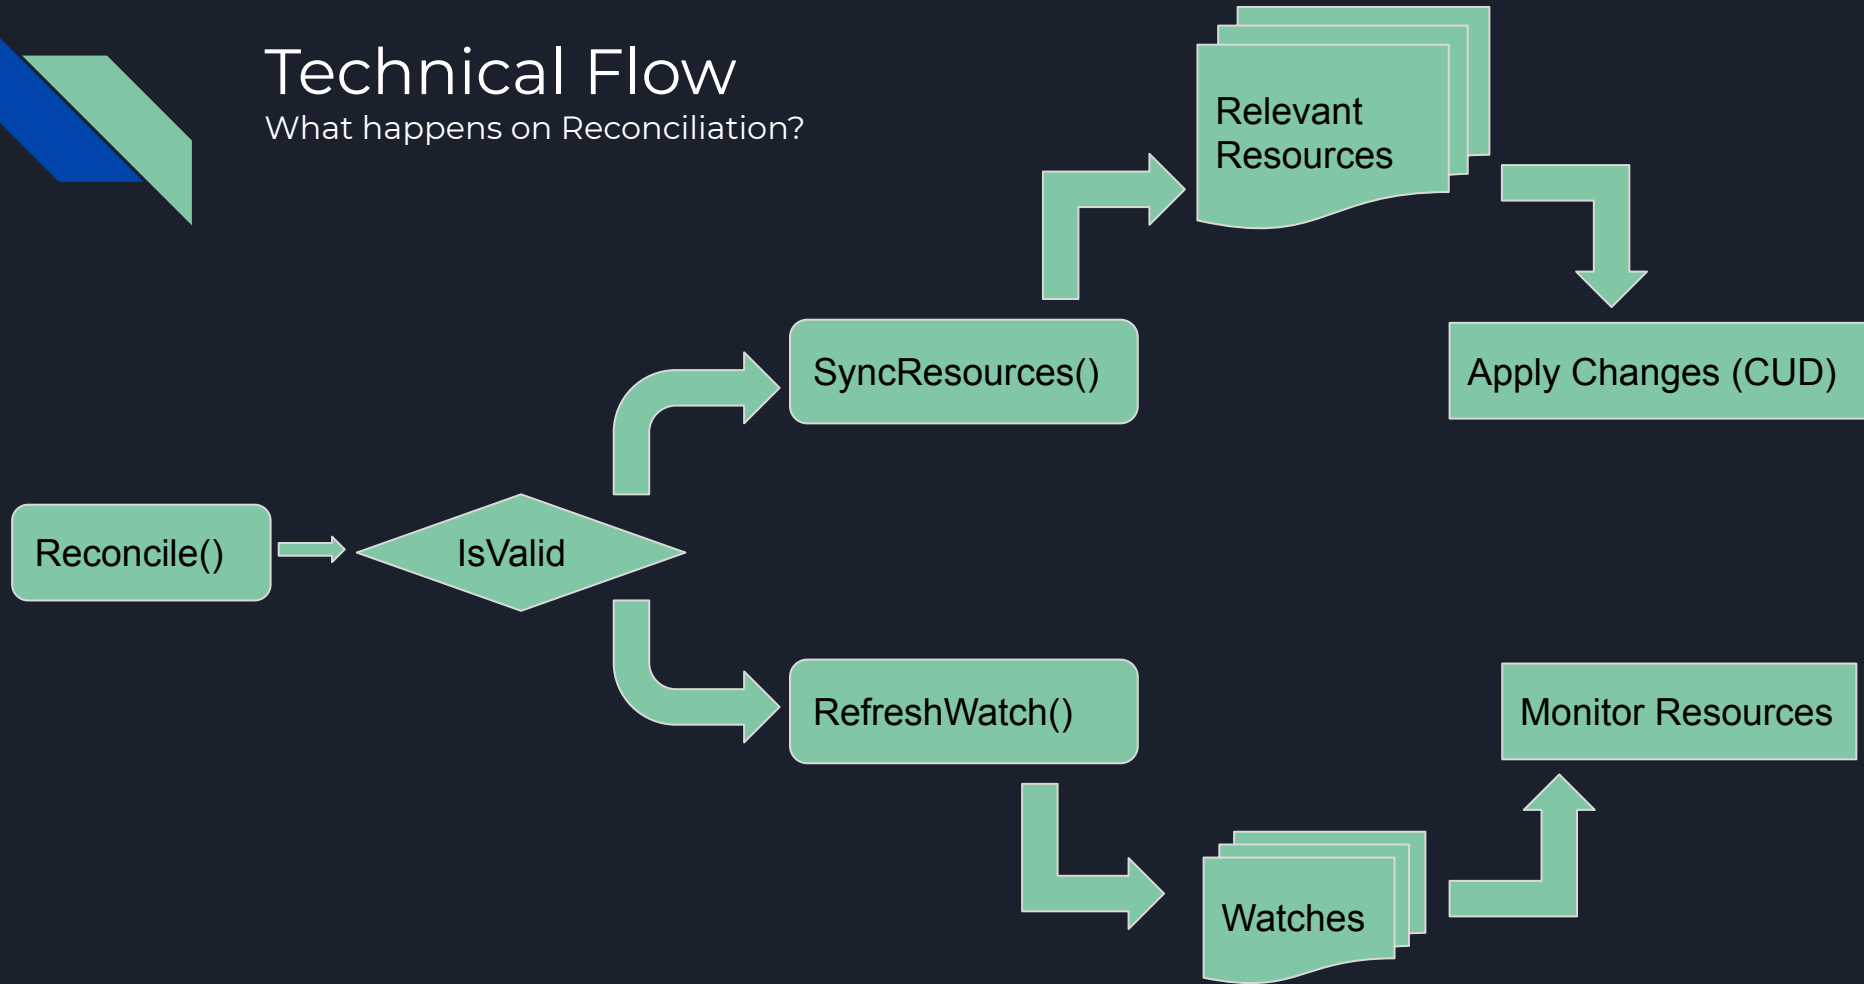 Technical Flow
What happens on Reconciliation?
Relevant
Resources
SyncResources()
Apply Changes (CUD)
Reconcile()
IsValid
RefreshWatch()
Monitor Resources
Watches